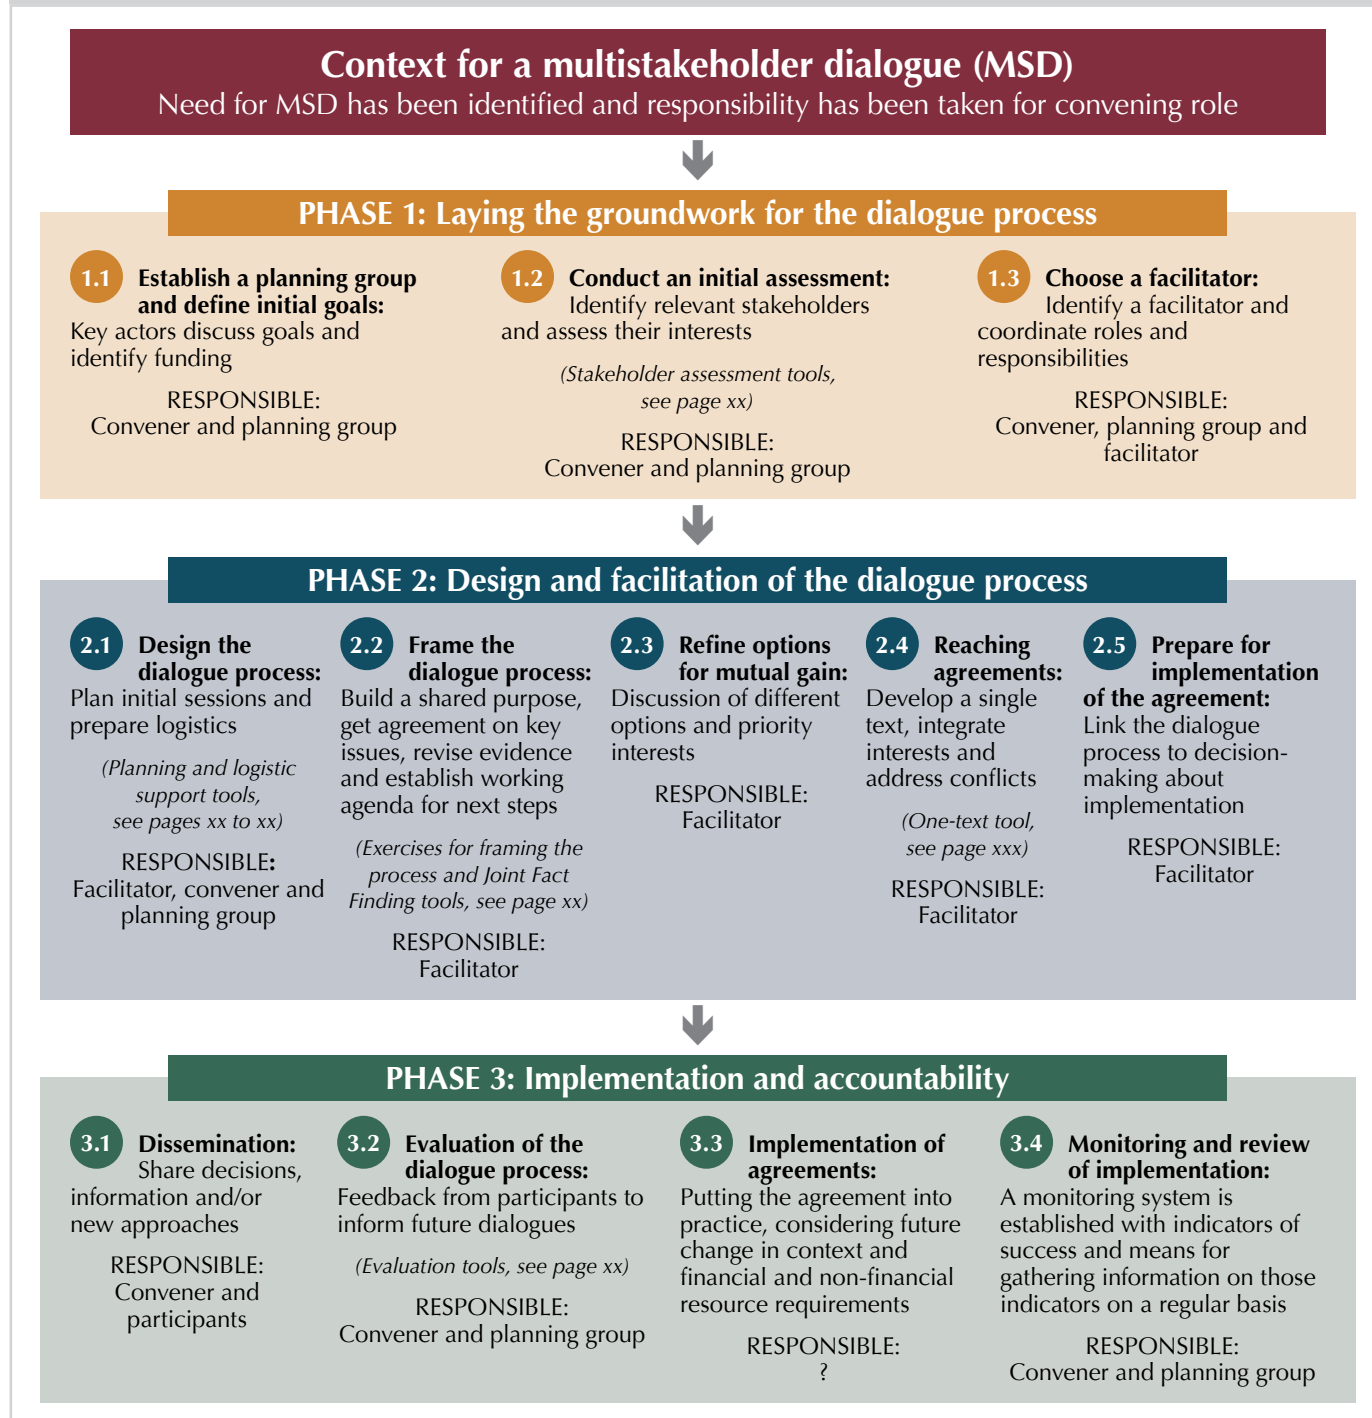 Context for a multistakeholder dialogue (MSD)
Need for MSD has been identified and responsibility has been taken for convening role
PHASE 1: Laying the groundwork for the dialogue process
1.1 Establish a planning group
and define initial goals:
Key actors discuss goals and
identify funding
RESPONSIBLE:
Convener and planning group
1.2 Conduct an initial assessment:
Identify relevant stakeholders
and assess their interests
(Stakeholder assessment tools,
see page xx)
RESPONSIBLE:
Convener and planning group
1.3 Choose a facilitator:
Identify a facilitator and
coordinate roles and
responsibilities
RESPONSIBLE:
Convener, planning group and
facilitator
PHASE 2: Design and facilitation of the dialogue process
2.1 Design the
dialogue process:
Plan initial sessions and
prepare logistics
(Planning and logistic
support tools,
see pages xx to xx)
RESPONSIBLE:
Facilitator, convener and
planning group
2.2 Frame the
dialogue process:
Build a shared purpose,
get agreement on key
issues, revise evidence
and establish working
agenda for next steps
(Exercises for framing the
process and Joint Fact
Finding tools, see page xx)
RESPONSIBLE:
Facilitator
2.3 Refine options
for mutual gain:
Discussion of different
options and priority
interests
RESPONSIBLE:
Facilitator
2.4 Reaching
agreements:
Develop a single
text, integrate
interests and
address conflicts
(One-text tool,
see page xxx)
RESPONSIBLE:
Facilitator
2.5 Prepare for
implementation
of the agreement:
Link the dialogue
process to decision-
making about
implementation
RESPONSIBLE:
Facilitator
PHASE 3: Implementation and accountability
3.1 Dissemination:
Share decisions,
information and/or
new approaches
RESPONSIBLE:
Convener and
participants
3.2 Evaluation of the
dialogue process:
Feedback from participants to
inform future dialogues
(Evaluation tools, see page xx)
RESPONSIBLE:
Convener and planning group
3.3 Implementation of
agreements:
Putting the agreement into
practice, considering future
change in context and
financial and non-financial
resource requirements
RESPONSIBLE:
?
3.4 Monitoring and review
of implementation:
A monitoring system is
established with indicators of
success and means for
gathering information on those
indicators on a regular basis
RESPONSIBLE:
Convener and planning group